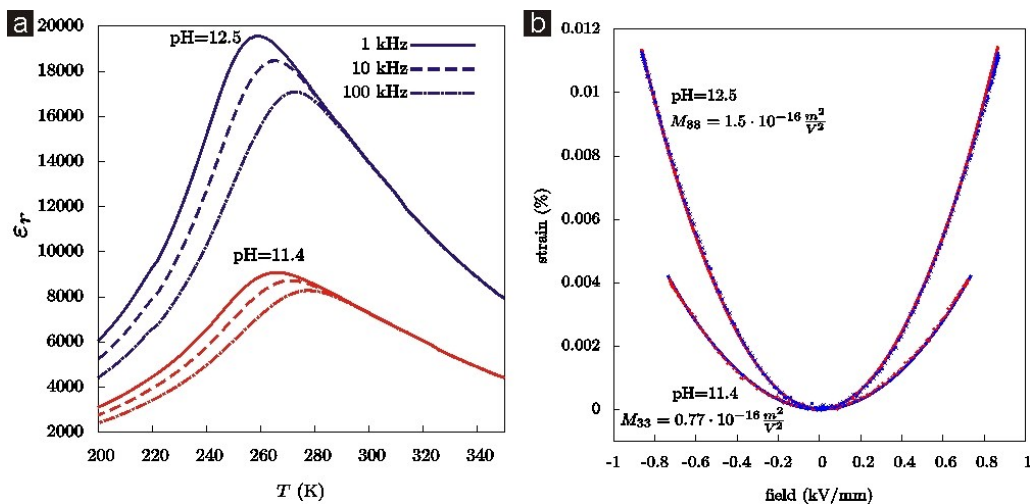 a
20000
18000
16000
14000
12000
10000
8000
6000
4000
2000
εr
200 220 240 260 280 300 320 340
T (K)
pH=12.5
1 kHz
10 kHz
100 kHz
pH=11.4
b
0.012
0.01
0.008
0.006
0.004
0.002
0
strain (%)
-1 -0.8 -0.6 -0.4 -0.2 0 0.2 0.4 0.6 0.8 1
field (kV/mm)
pH=12.5
M₃₃ = 1.5 · 10⁻¹⁶ m²/V²
pH=11.4
M₃₃ = 0.77 · 10⁻¹⁶ m²/V²